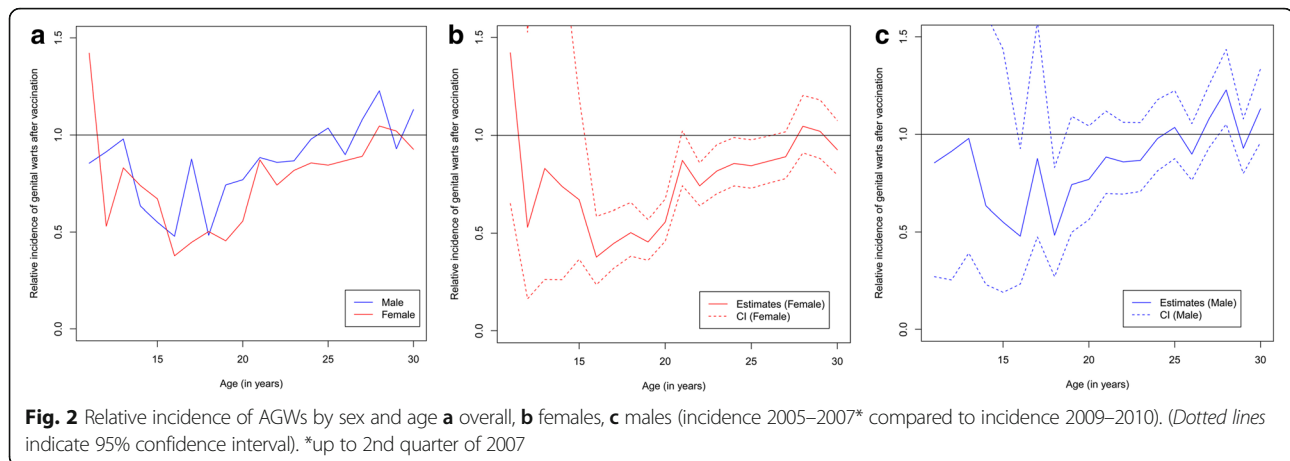 a
Relative incidence of genital warts after vaccination
1.5
1.0
0.5
0.0
Male
Female
15
20
25
30
Age (in years)
b
Relative incidence of genital warts after vaccination
1.5
1.0
0.5
0.0
Estimates (Female)
CI (Female)
15
20
25
30
Age (in years)
c
Relative incidence of genital warts after vaccination
1.5
1.0
0.5
0.0
Estimates (Male)
CI (Male)
15
20
25
30
Age (in years)
Fig. 2 Relative incidence of AGWs by sex and age a overall, b females, c males (incidence 2005–2007* compared to incidence 2009–2010). (Dotted lines
indicate 95% confidence interval). *up to 2nd quarter of 2007